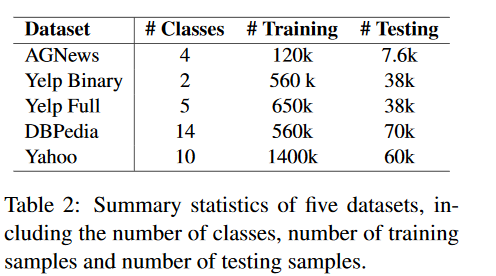 Dataset # Classes # Training # Testing
AGNews 4 120k 7.6k
Yelp Binary 2 560 k 38k
Yelp Full 5 650k 38k
DBPedia 14 560k 70k
Yahoo 10 1400k 60k
Table 2: Summary statistics of five datasets, in-
cluding the number of classes, number of training
samples and number of testing samples.